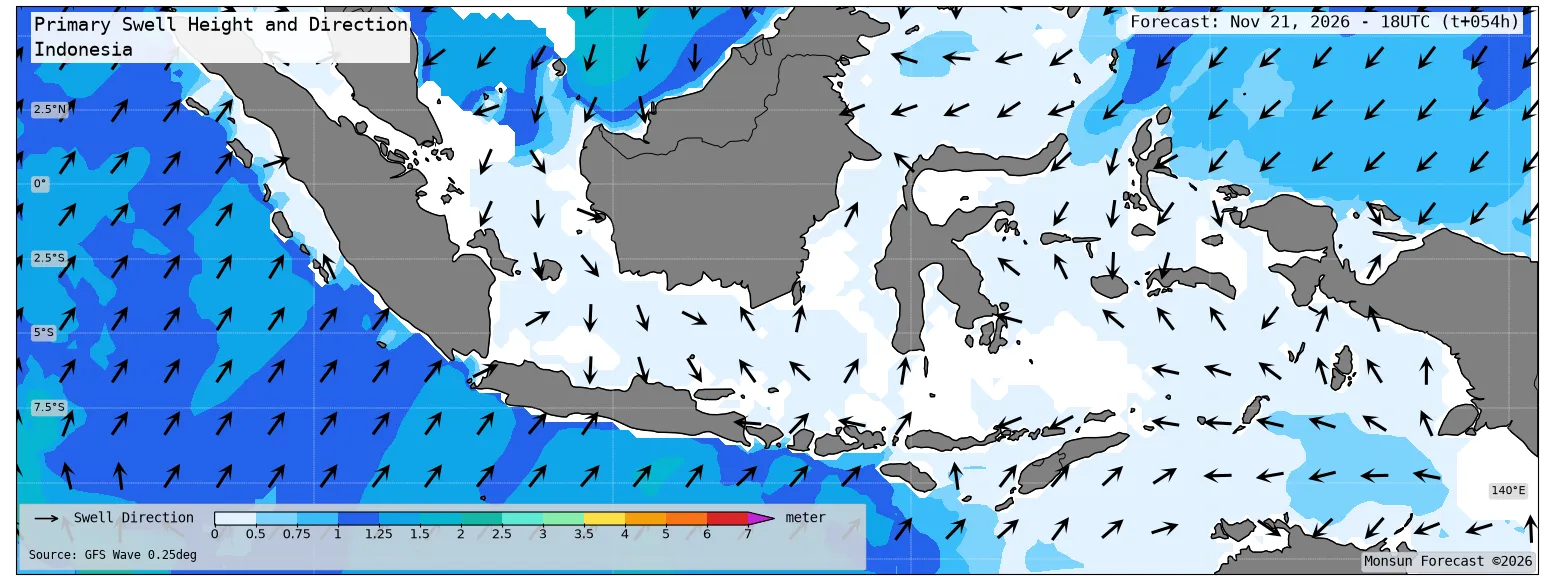 Primary Swell Height and Direction
Indonesia
Forecast: Nov 21, 2026 - 18UTC (t+054h)
2.5°N
0°
2.5°S
5°S
7.5°S
140°E
Swell Direction
0 0.5 0.75 1 1.25 1.5 2 2.5 3 3.5 4 5 6 7
meter
Source: GFS Wave 0.25deg
Monsun Forecast ©2026